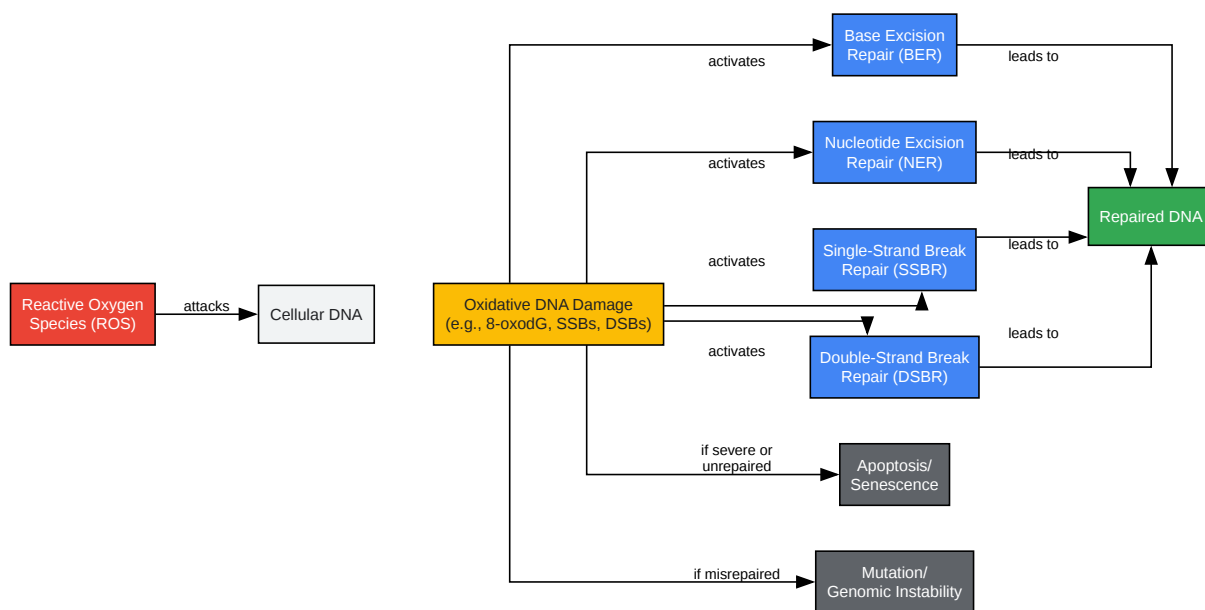 Base Excision
Repair (BER)
activates
leads to
Nucleotide Excision
Repair (NER)
activates
leads to
Repaired DNA
Single-Strand Break
Repair (SSBR)
activates
leads to
Reactive Oxygen
Species (ROS)
attacks
Cellular DNA
Oxidative DNA Damage
(e.g., 8-oxodG, SSBs, DSBs)
activates
Double-Strand Break
Repair (DSBR)
leads to
if severe or
unrepaired
Apoptosis/
Senescence
if misrepaired
Mutation/
Genomic Instability